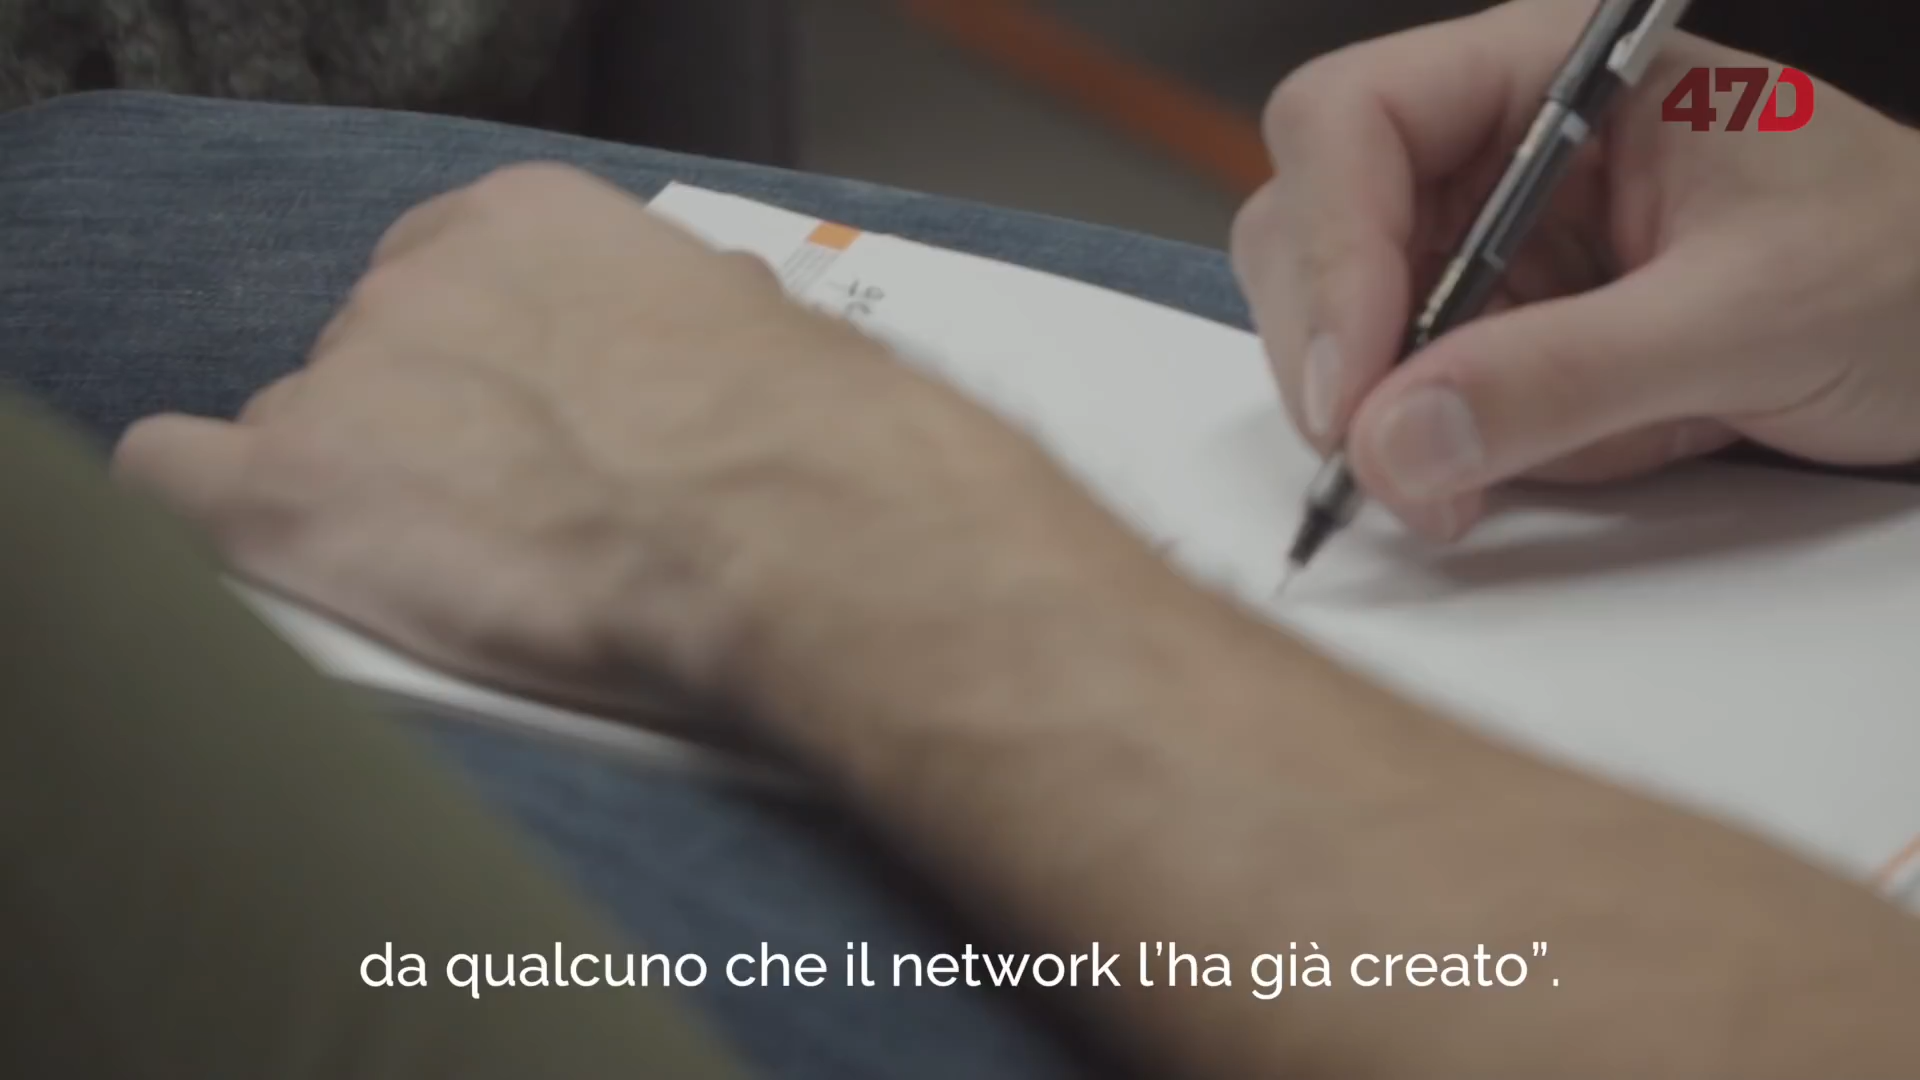 47D
da qualcuno che il network l’ha già creato”.